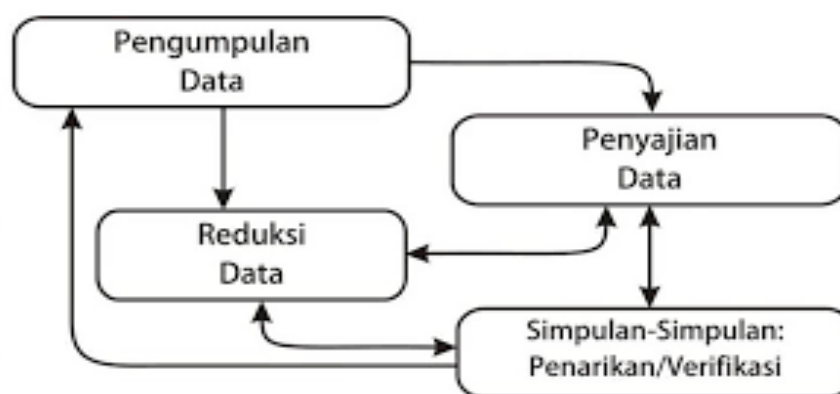 Pengumpulan
Data
Penyajian
Data
Reduksi
Data
Simpulan-Simpulan:
Penarikan/Verifikasi